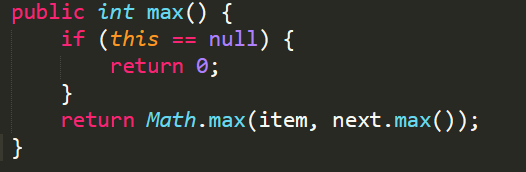 public int max() {
    if (this == null) {
        return 0;
    }
    return Math.max(item, next.max());
}